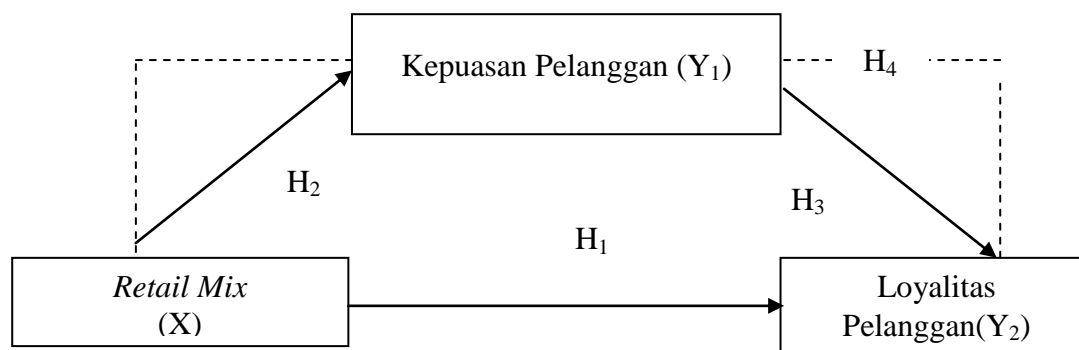 Kepuasan Pelanggan (Y₁)
H₄
H₂
H₃
H₁
Retail Mix
(X)
Loyalitas
Pelanggan(Y₂)